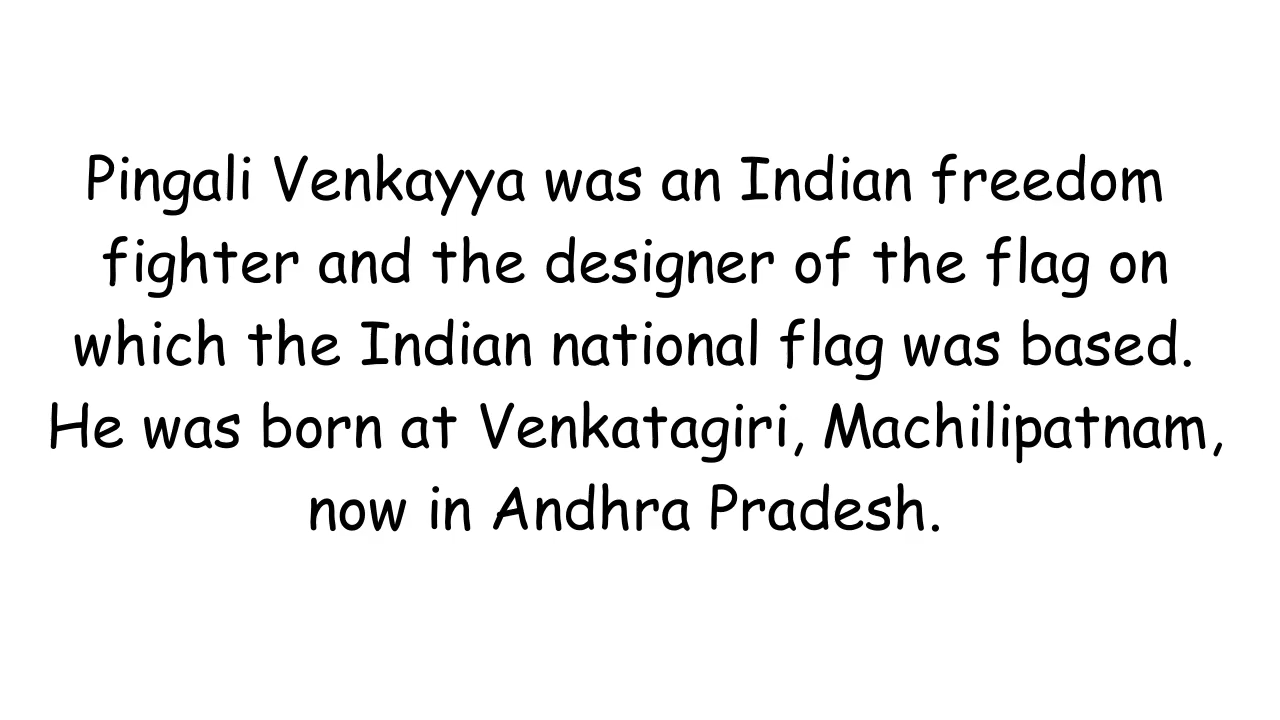 Pingali Venkayya was an Indian freedom
fighter and the designer of the flag on
which the Indian national flag was based.
He was born at Venkatagiri, Machilipatnam,
now in Andhra Pradesh.